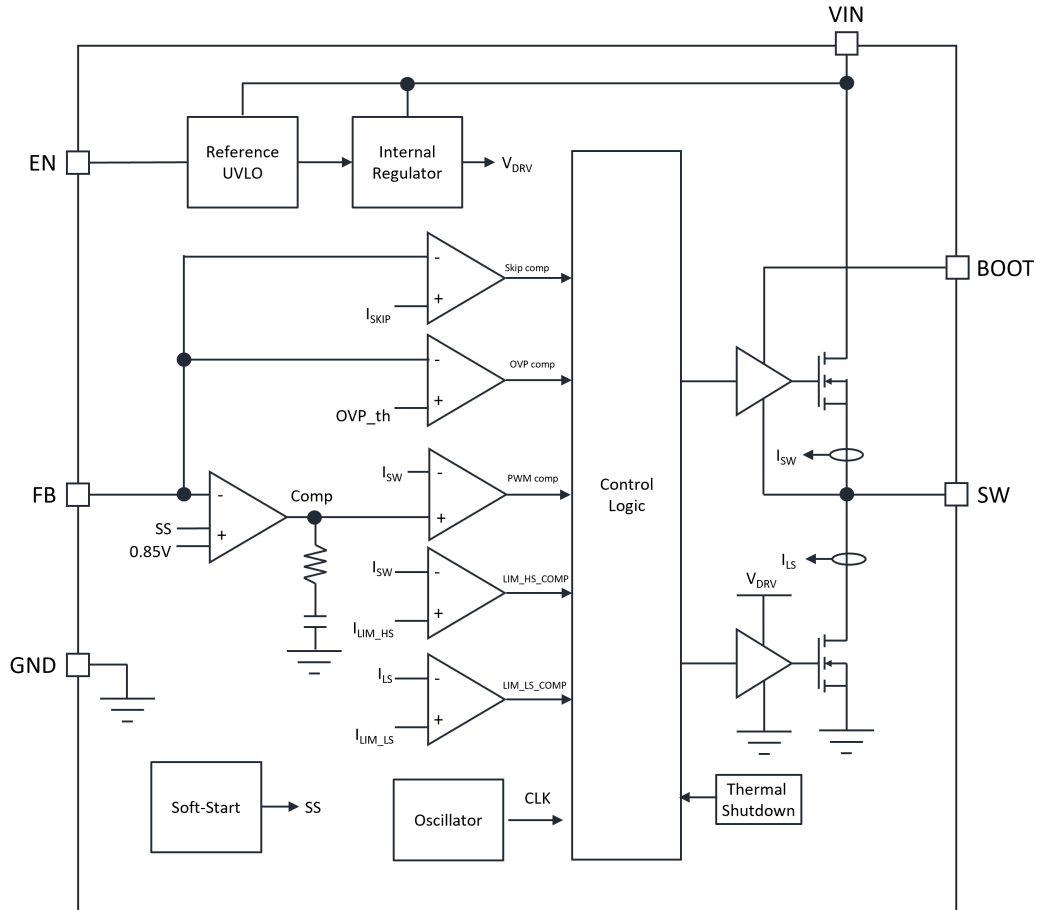 VIN
EN
Reference
UVLO
Internal
Regulator
VDRV
BOOT
-
+
ISKIP
Skip comp
-
+
OVP_th
OVP comp
ISW
-
+
PWM comp
Control
Logic
ISW
SW
FB
-
+
SS
0.85V
Comp
ISW
-
+
ILIM_HS
LIM_HS_COMP
ILS
VDRV
GND
ILS
-
+
ILIM_LS
LIM_LS_COMP
Soft-Start
SS
Oscillator
CLK
Thermal
Shutdown